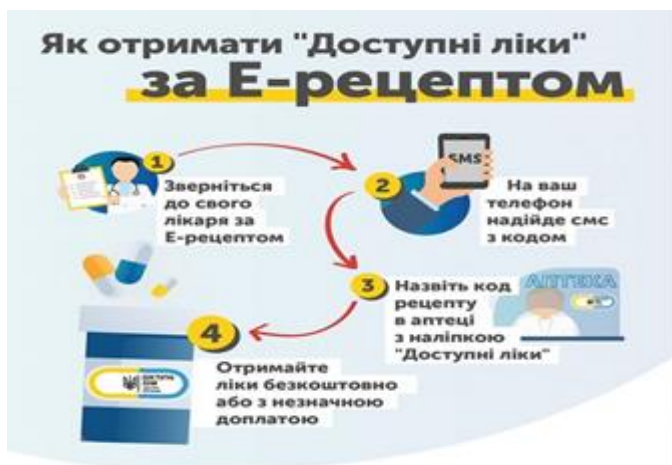 Як отримати "Доступні ліки"
за Е-рецептом
1
Зверніться
до свого
лікаря за
Е-рецептом
SMS
2
На ваш
телефон
надійде смс
з кодом
3
Назвіть код
рецепту
в аптеці
з наліпкою
"Доступні ліки"
АПТЕКА
4
Отримайте
ліки безкоштовно
або з незначною
доплатою